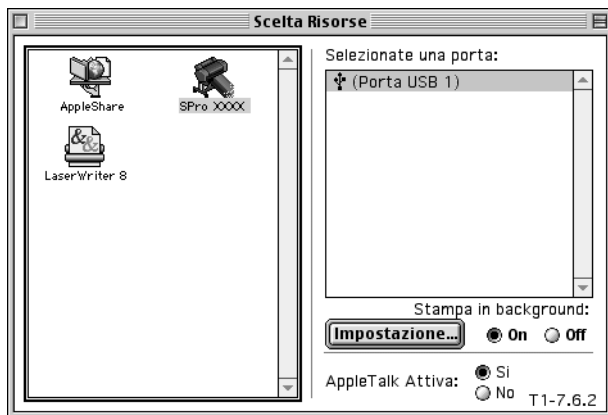 Scelta Risorse
AppleShare
SPro XXXX
LaserWriter 8
Selezionate una porta:
(Porta USB 1)
Stampa in background:
Impostazione... On Off
AppleTalk Attiva: Si
No
T1-7.6.2